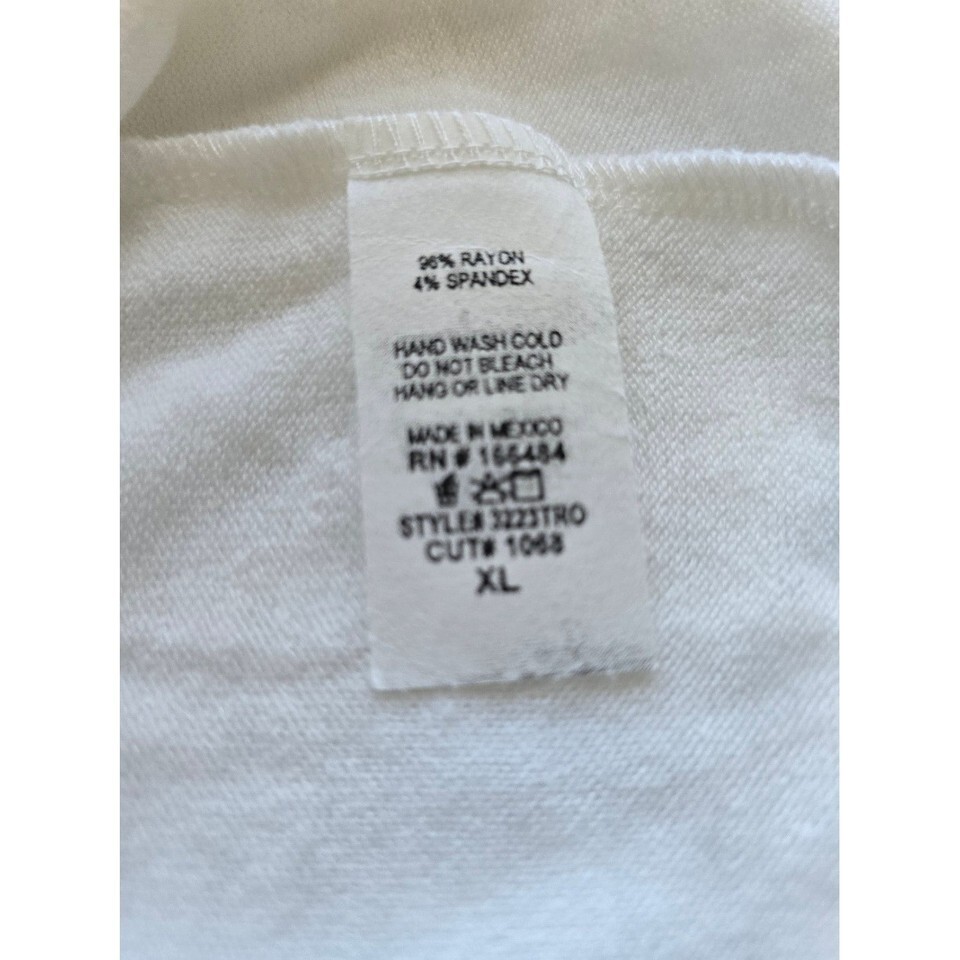 96% RAYON
4% SPANDEX
HAND WASH COLD
DO NOT BLEACH
HANG OR LINE DRY
MADE IN MEXICO
RN # 166484
STYLE# 3223TRO
CUT# 1068
XL